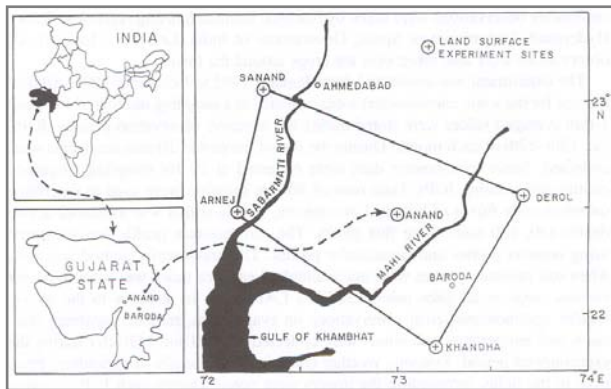 INDIA
GUJARAT
STATE
ANAND
BARODA
LAND SURFACE
EXPERIMENT SITES
SANAND
AHMEDABAD
23°
N
SABARMATI RIVER
ARNEJ
ANAND
DEROL
MAHI RIVER
BARODA
22
GULF OF KHAMBHAT
KHANDHA
72
73
74°E